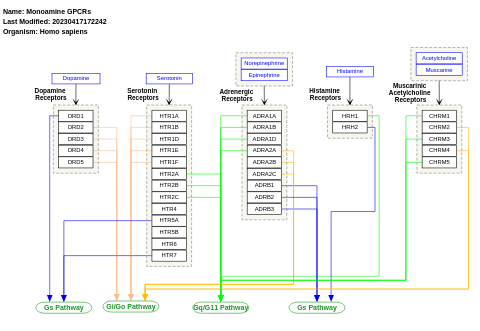 Name: Monoamine GPCRs
Last Modified: 20230417172242
Organism: Homo sapiens
Dopamine
Serotonin
Norepinephrine
Epinephrine
Histamine
Acetylcholine
Muscarine
Dopamine
Receptors
Serotonin
Receptors
Adrenergic
Receptors
Histamine
Receptors
Muscarinic
Acetylcholine
Receptors
DRD1
DRD2
DRD3
DRD4
DRD5
HTR1A
HTR1B
HTR1D
HTR1E
HTR1F
HTR2A
HTR2B
HTR2C
HTR4
HTR5A
HTR5B
HTR6
HTR7
ADRA1A
ADRA1B
ADRA1D
ADRA2A
ADRA2B
ADRA2C
ADRB1
ADRB2
ADRB3
HRH1
HRH2
CHRM1
CHRM2
CHRM3
CHRM4
CHRM5
Gs Pathway
Gi/Go Pathway
Gq/G11 Pathway
Gs Pathway